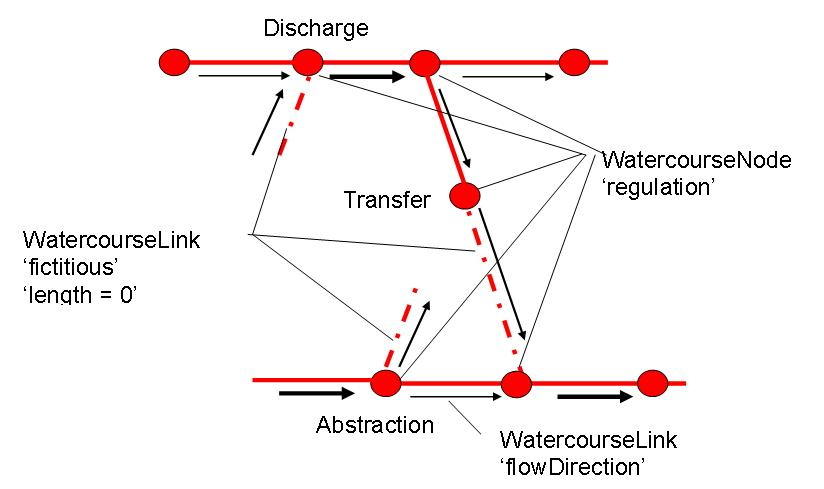 Discharge
WatercourseNode
‘regulation’
Transfer
WatercourseLink
‘fictitious’
‘length = 0’
Abstraction
WatercourseLink
‘flowDirection’